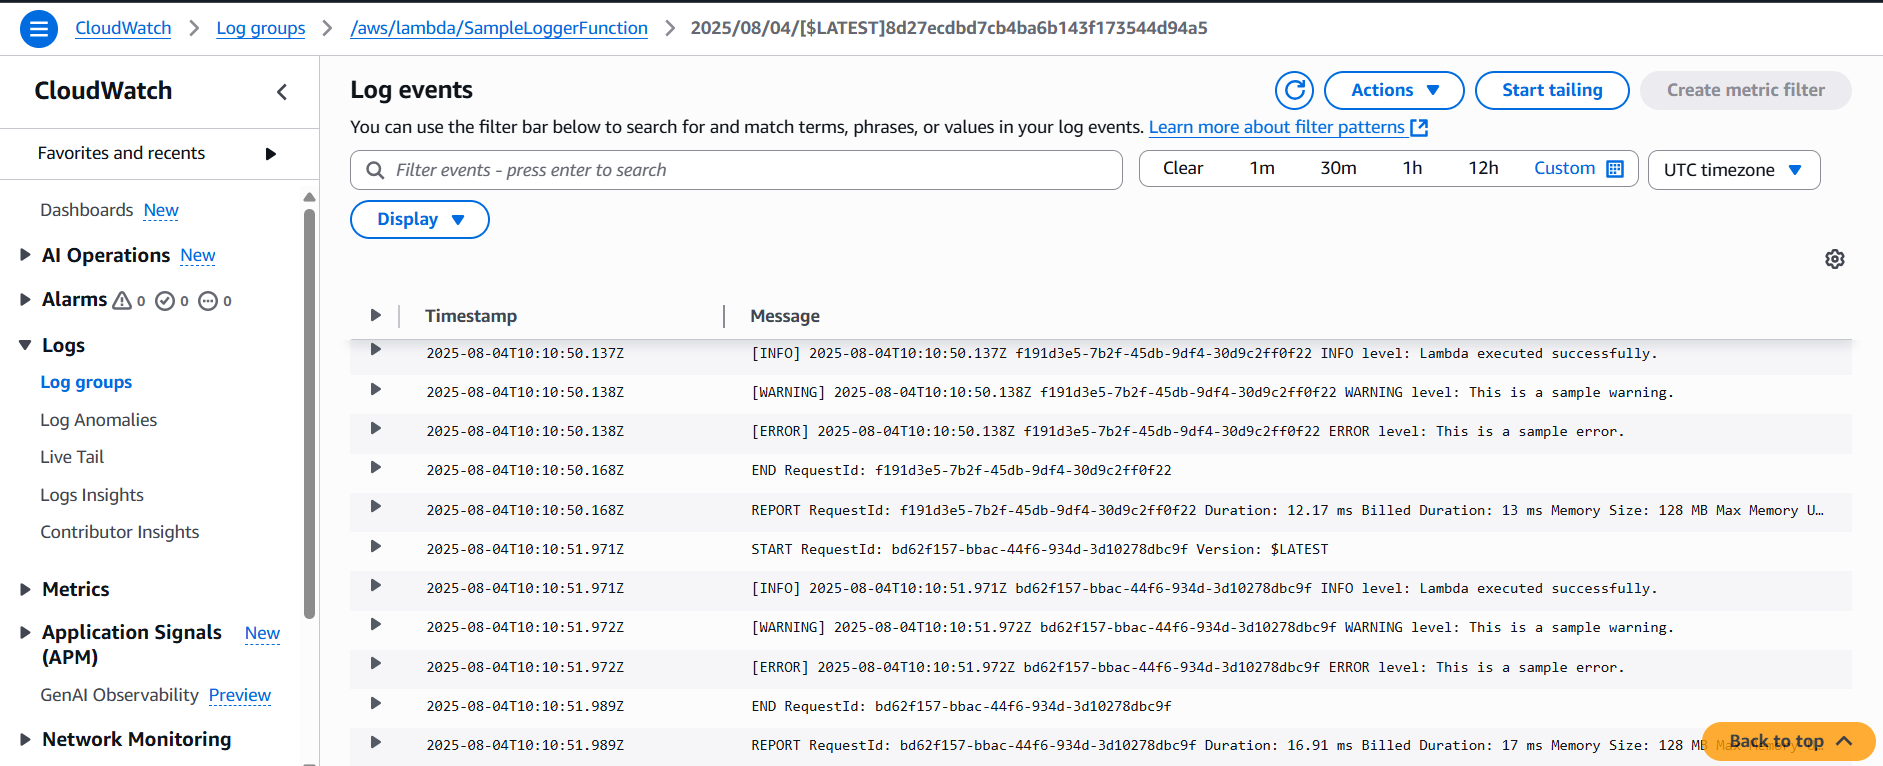 CloudWatch > Log groups > /aws/lambda/SampleLoggerFunction > 2025/08/04/[$LATEST]8d27ecdbd7cb4ba6b143f173544d94a5
CloudWatch
Favorites and recents
Dashboards New
AI Operations New
Alarms 0 0 0
Logs
Log groups
Log Anomalies
Live Tail
Logs Insights
Contributor Insights
Metrics
Application Signals New
(APM)
GenAI Observability Preview
Network Monitoring
Log events
Actions
Start tailing
Create metric filter
You can use the filter bar below to search for and match terms, phrases, or values in your log events. Learn more about filter patterns
Filter events - press enter to search
Clear 1m 30m 1h 12h Custom
UTC timezone
Display
Timestamp Message
2025-08-04T10:10:50.137Z [INFO] 2025-08-04T10:10:50.137Z f191d3e5-7b2f-45db-9df4-30d9c2ff0f22 INFO level: Lambda executed successfully.
2025-08-04T10:10:50.138Z [WARNING] 2025-08-04T10:10:50.138Z f191d3e5-7b2f-45db-9df4-30d9c2ff0f22 WARNING level: This is a sample warning.
2025-08-04T10:10:50.138Z [ERROR] 2025-08-04T10:10:50.138Z f191d3e5-7b2f-45db-9df4-30d9c2ff0f22 ERROR level: This is a sample error.
2025-08-04T10:10:50.168Z END RequestId: f191d3e5-7b2f-45db-9df4-30d9c2ff0f22
2025-08-04T10:10:50.168Z REPORT RequestId: f191d3e5-7b2f-45db-9df4-30d9c2ff0f22 Duration: 12.17 ms Billed Duration: 13 ms Memory Size: 128 MB Max Memory U…
2025-08-04T10:10:51.971Z START RequestId: bd62f157-bbac-44f6-934d-3d10278dbc9f Version: $LATEST
2025-08-04T10:10:51.971Z [INFO] 2025-08-04T10:10:51.971Z bd62f157-bbac-44f6-934d-3d10278dbc9f INFO level: Lambda executed successfully.
2025-08-04T10:10:51.972Z [WARNING] 2025-08-04T10:10:51.972Z bd62f157-bbac-44f6-934d-3d10278dbc9f WARNING level: This is a sample warning.
2025-08-04T10:10:51.972Z [ERROR] 2025-08-04T10:10:51.972Z bd62f157-bbac-44f6-934d-3d10278dbc9f ERROR level: This is a sample error.
2025-08-04T10:10:51.989Z END RequestId: bd62f157-bbac-44f6-934d-3d10278dbc9f
2025-08-04T10:10:51.989Z REPORT RequestId: bd62f157-bbac-44f6-934d-3d10278dbc9f Duration: 16.91 ms Billed Duration: 17 ms Memory Size: 128 MB
Back to top